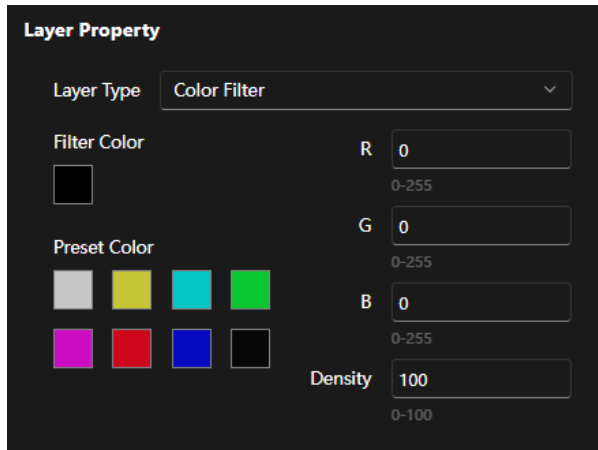 Layer Property
Layer Type Color Filter
Filter Color
R 0
0-255
G 0
0-255
Preset Color
B 0
0-255
Density 100
0-100